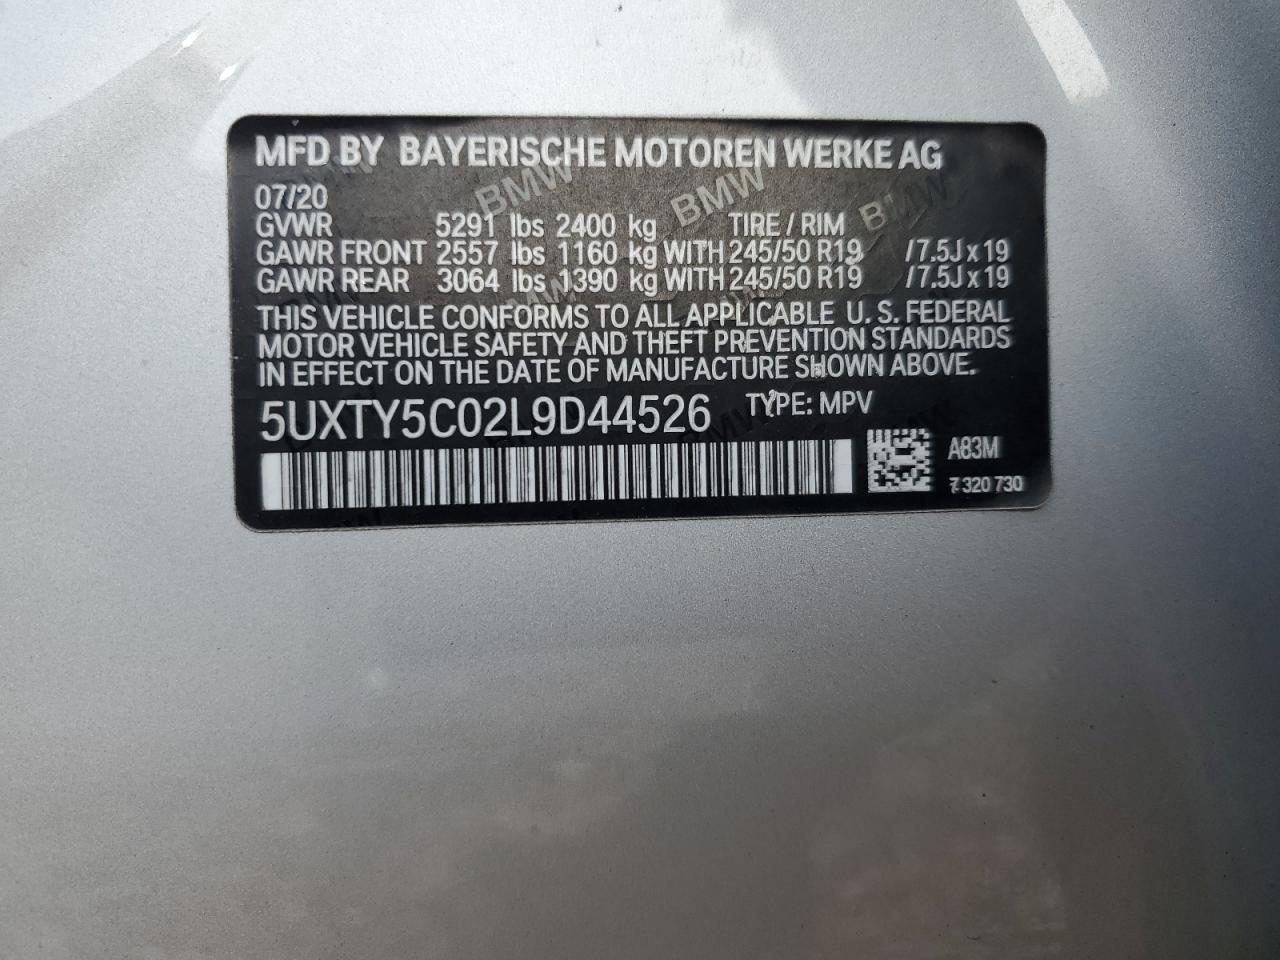 MFD BY BAYERISCHE MOTOREN WERKE AG
07/20
GVWR 5291 lbs 2400 kg TIRE / RIM
GAWR FRONT 2557 lbs 1160 kg WITH 245/50 R19 /7.5J x 19
GAWR REAR 3064 lbs 1390 kg WITH 245/50 R19 /7.5J x 19
THIS VEHICLE CONFORMS TO ALL APPLICABLE U. S. FEDERAL
MOTOR VEHICLE SAFETY AND THEFT PREVENTION STANDARDS
IN EFFECT ON THE DATE OF MANUFACTURE SHOWN ABOVE.
5UXTY5C02L9D44526 TYPE: MPV
A83M
7 320 730